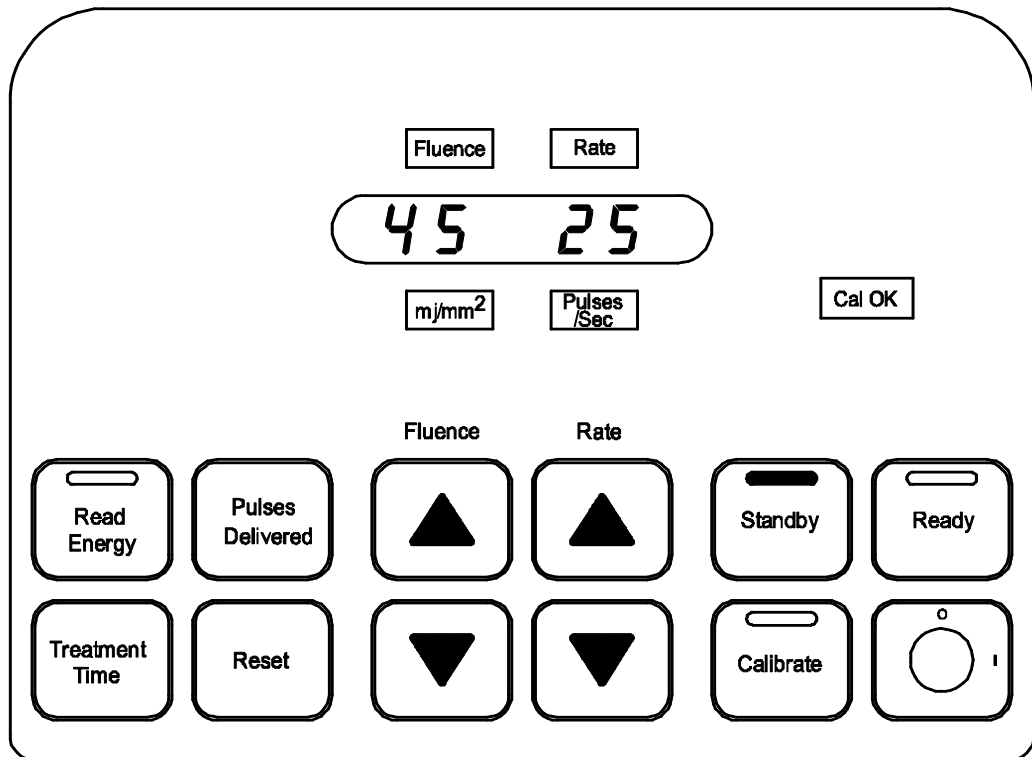 Fluence Rate
45 25
mj/mm²
Pulses
/Sec
Cal OK
Fluence Rate
Read
Energy
Pulses
Delivered
Standby
Ready
Treatment
Time
Reset
Calibrate
O
I